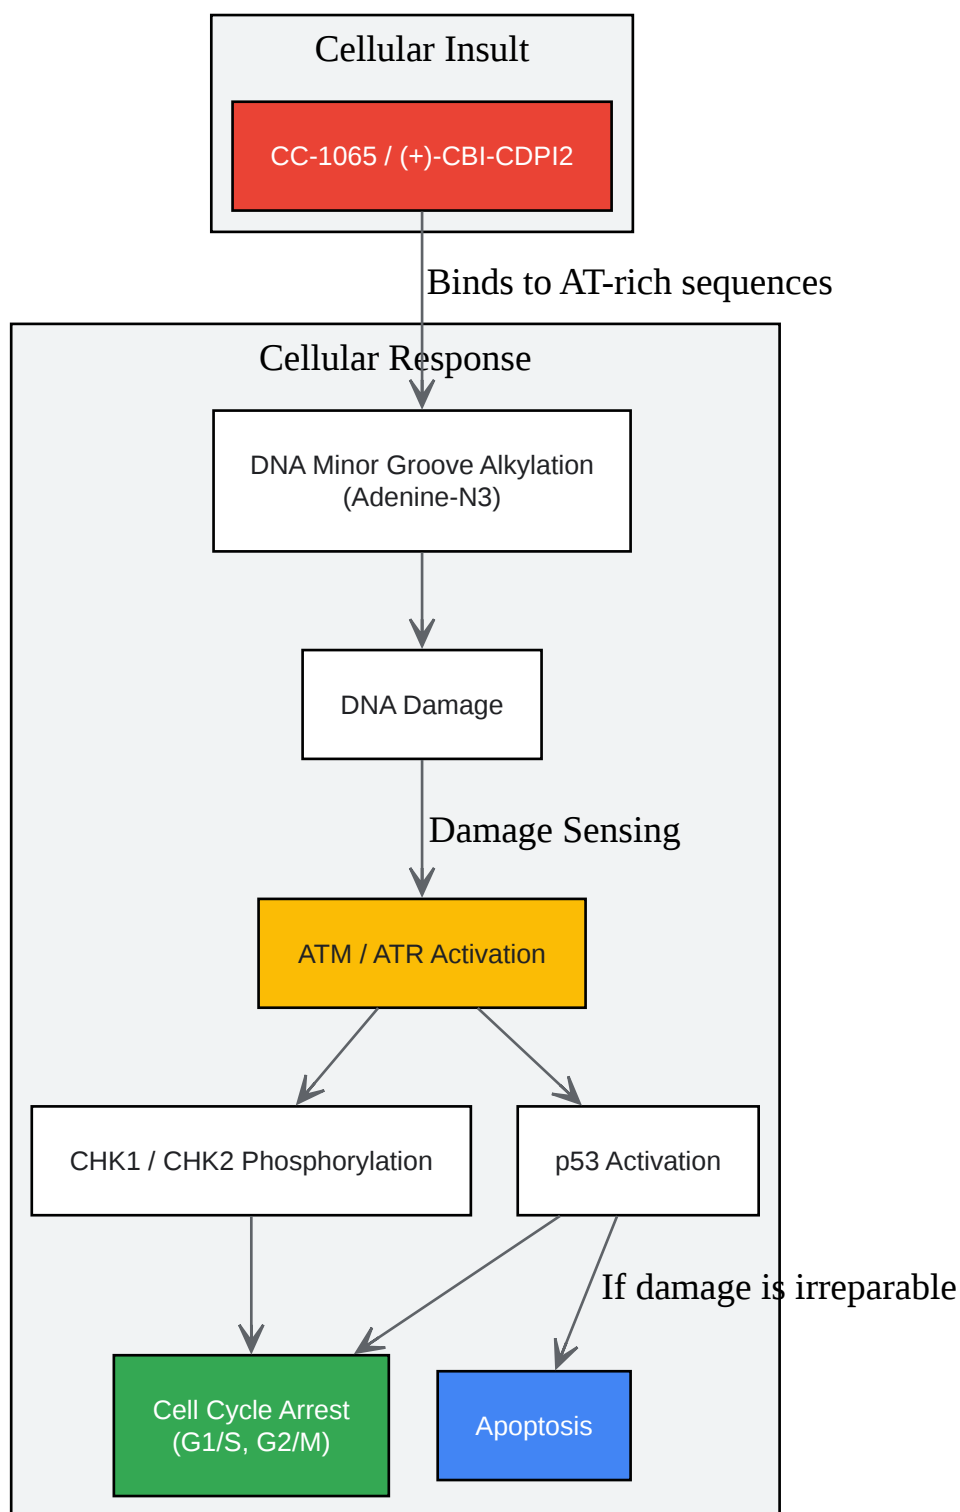 Cellular Insult
CC-1065 / (+)-CBI-CDPI2
Binds to AT-rich sequences
Cellular Response
DNA Minor Groove Alkylation
(Adenine-N3)
DNA Damage
Damage Sensing
ATM / ATR Activation
CHK1 / CHK2 Phosphorylation
p53 Activation
If damage is irreparable
Cell Cycle Arrest
(G1/S, G2/M)
Apoptosis